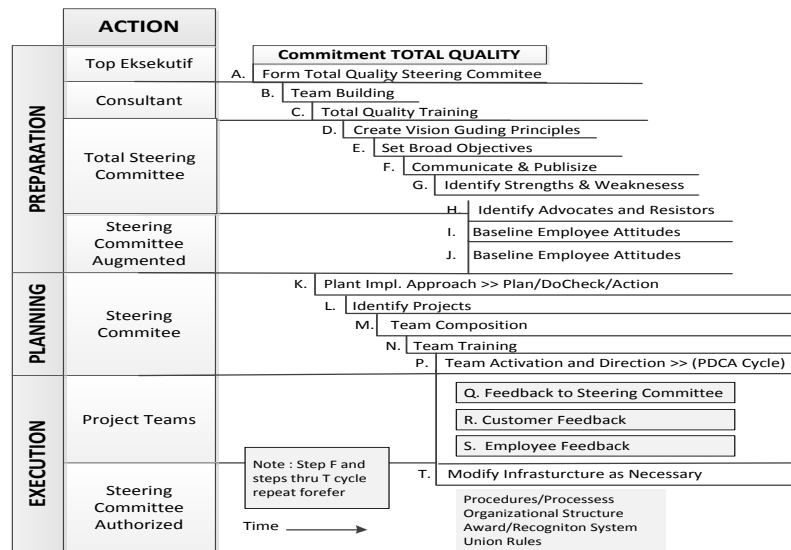 ACTION
Commitment TOTAL QUALITY
PREPARATION
Top Eksekutif
A. Form Total Quality Steering Commitee
Consultant
B. Team Building
C. Total Quality Training
Total Steering
Committee
D. Create Vision Guding Principles
E. Set Broad Objectives
F. Communicate & Publisize
G. Identify Strengths & Weaknesess
Steering
Committee
Augmented
H. Identify Advocates and Resistors
I. Baseline Employee Attitudes
J. Baseline Employee Attitudes
PLANNING
Steering
Commitee
K. Plant Impl. Approach >> Plan/DoCheck/Action
L. Identify Projects
M. Team Composition
N. Team Training
P. Team Activation and Direction >> (PDCA Cycle)
EXECUTION
Project Teams
Q. Feedback to Steering Committee
R. Customer Feedback
S. Employee Feedback
Steering
Committee
Authorized
Note : Step F and
steps thru T cycle
repeat forefer
Time
T. Modify Infrasturcture as Necessary
Procedures/Processess
Organizational Structure
Award/Recogniton System
Union Rules